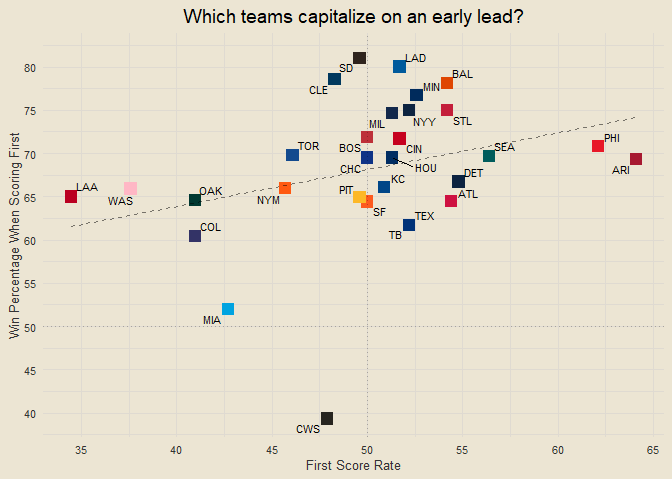 Which teams capitalize on an early lead?
Win Percentage When Scoring First
80
75
70
65
60
55
50
45
40
SD
LAD
BAL
CLE
MIN
MIL
NYY
STL
BOS
CIN
PHI
TOR
SEA
CHC
HOU
ARI
LAA
WAS
OAK
NYM
PIT
KC
DET
ATL
SF
COL
TEX
TB
MIA
CWS
35
40
45
50
55
60
65
First Score Rate